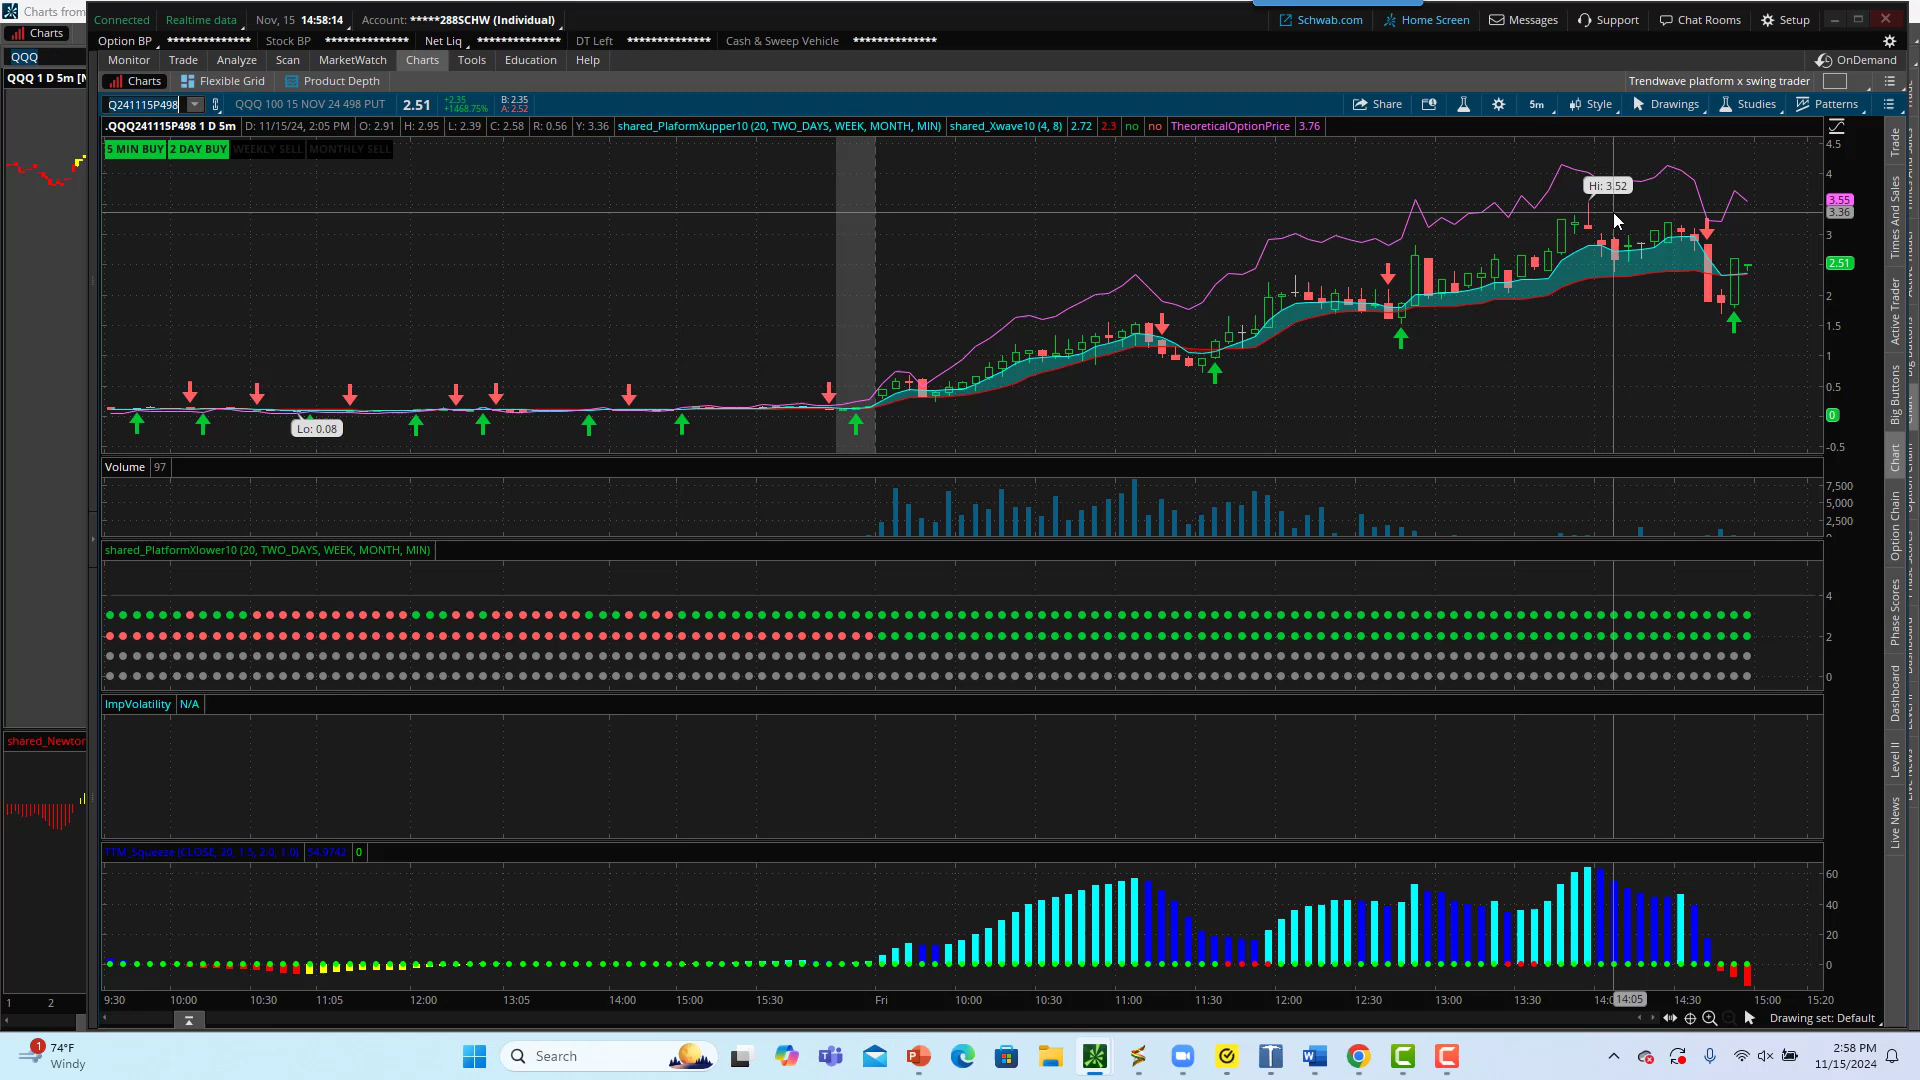 Charts from
Connected Realtime data Nov, 15 14:58:14 Account: *****288SCHW (Individual) Schwab.com Home Screen Messages Support Chat Rooms Setup
Charts
Option BP ************** Stock BP ************** Net Liq ************** DT Left ************** Cash & Sweep Vehicle **************
QQQ
Monitor Trade Analyze Scan MarketWatch Charts Tools Education Help OnDemand
QQQ 1 D 5m [N
Charts Flexible Grid Product Depth Trendwave platform x swing trader
Q241115P498 QQQ 100 15 NOV 24 498 PUT 2.51 +2.35 +1468.75% B: 2.35 A: 2.52 Share 5m Style Drawings Studies Patterns
.QQQ241115P498 1 D 5m D: 11/15/24, 2:05 PM O: 2.91 H: 2.95 L: 2.39 C: 2.58 R: 0.56 Y: 3.36 shared_PlaformXupper10 (20, TWO_DAYS, WEEK, MONTH, MIN) shared_Xwave10 (4, 8) 2.72 2.3 no no TheoreticalOptionPrice 3.76
5 MIN BUY 2 DAY BUY WEEKLY SELL MONTHLY SELL
4.5
4
Hi: 3.52
3.55
3.36
3
2.51
2
1.5
1
0.5
Lo: 0.08
0
-0.5
Volume 97
7,500
5,000
2,500
shared_PlatformXlower10 (20, TWO_DAYS, WEEK, MONTH, MIN)
4
2
0
ImpVolatility N/A
shared_Newton
TTM_Squeeze (CLOSE, 20, 1.5, 2.0, 1.0) 54.9742 0
60
40
20
0
1 2
9:30 10:00 10:30 11:05 12:00 13:05 14:00 15:00 15:30 Fri 10:00 10:30 11:00 11:30 12:00 12:30 13:00 13:30 14:05 14:30 15:00 15:20
Drawing set: Default
Trade
Times And Sales
Active Trader
Big Buttons
Chart
Option Chain
Phase Scores
Dashboard
Level II
Live News
1
74°F
Windy
Search
2:58 PM
11/15/2024